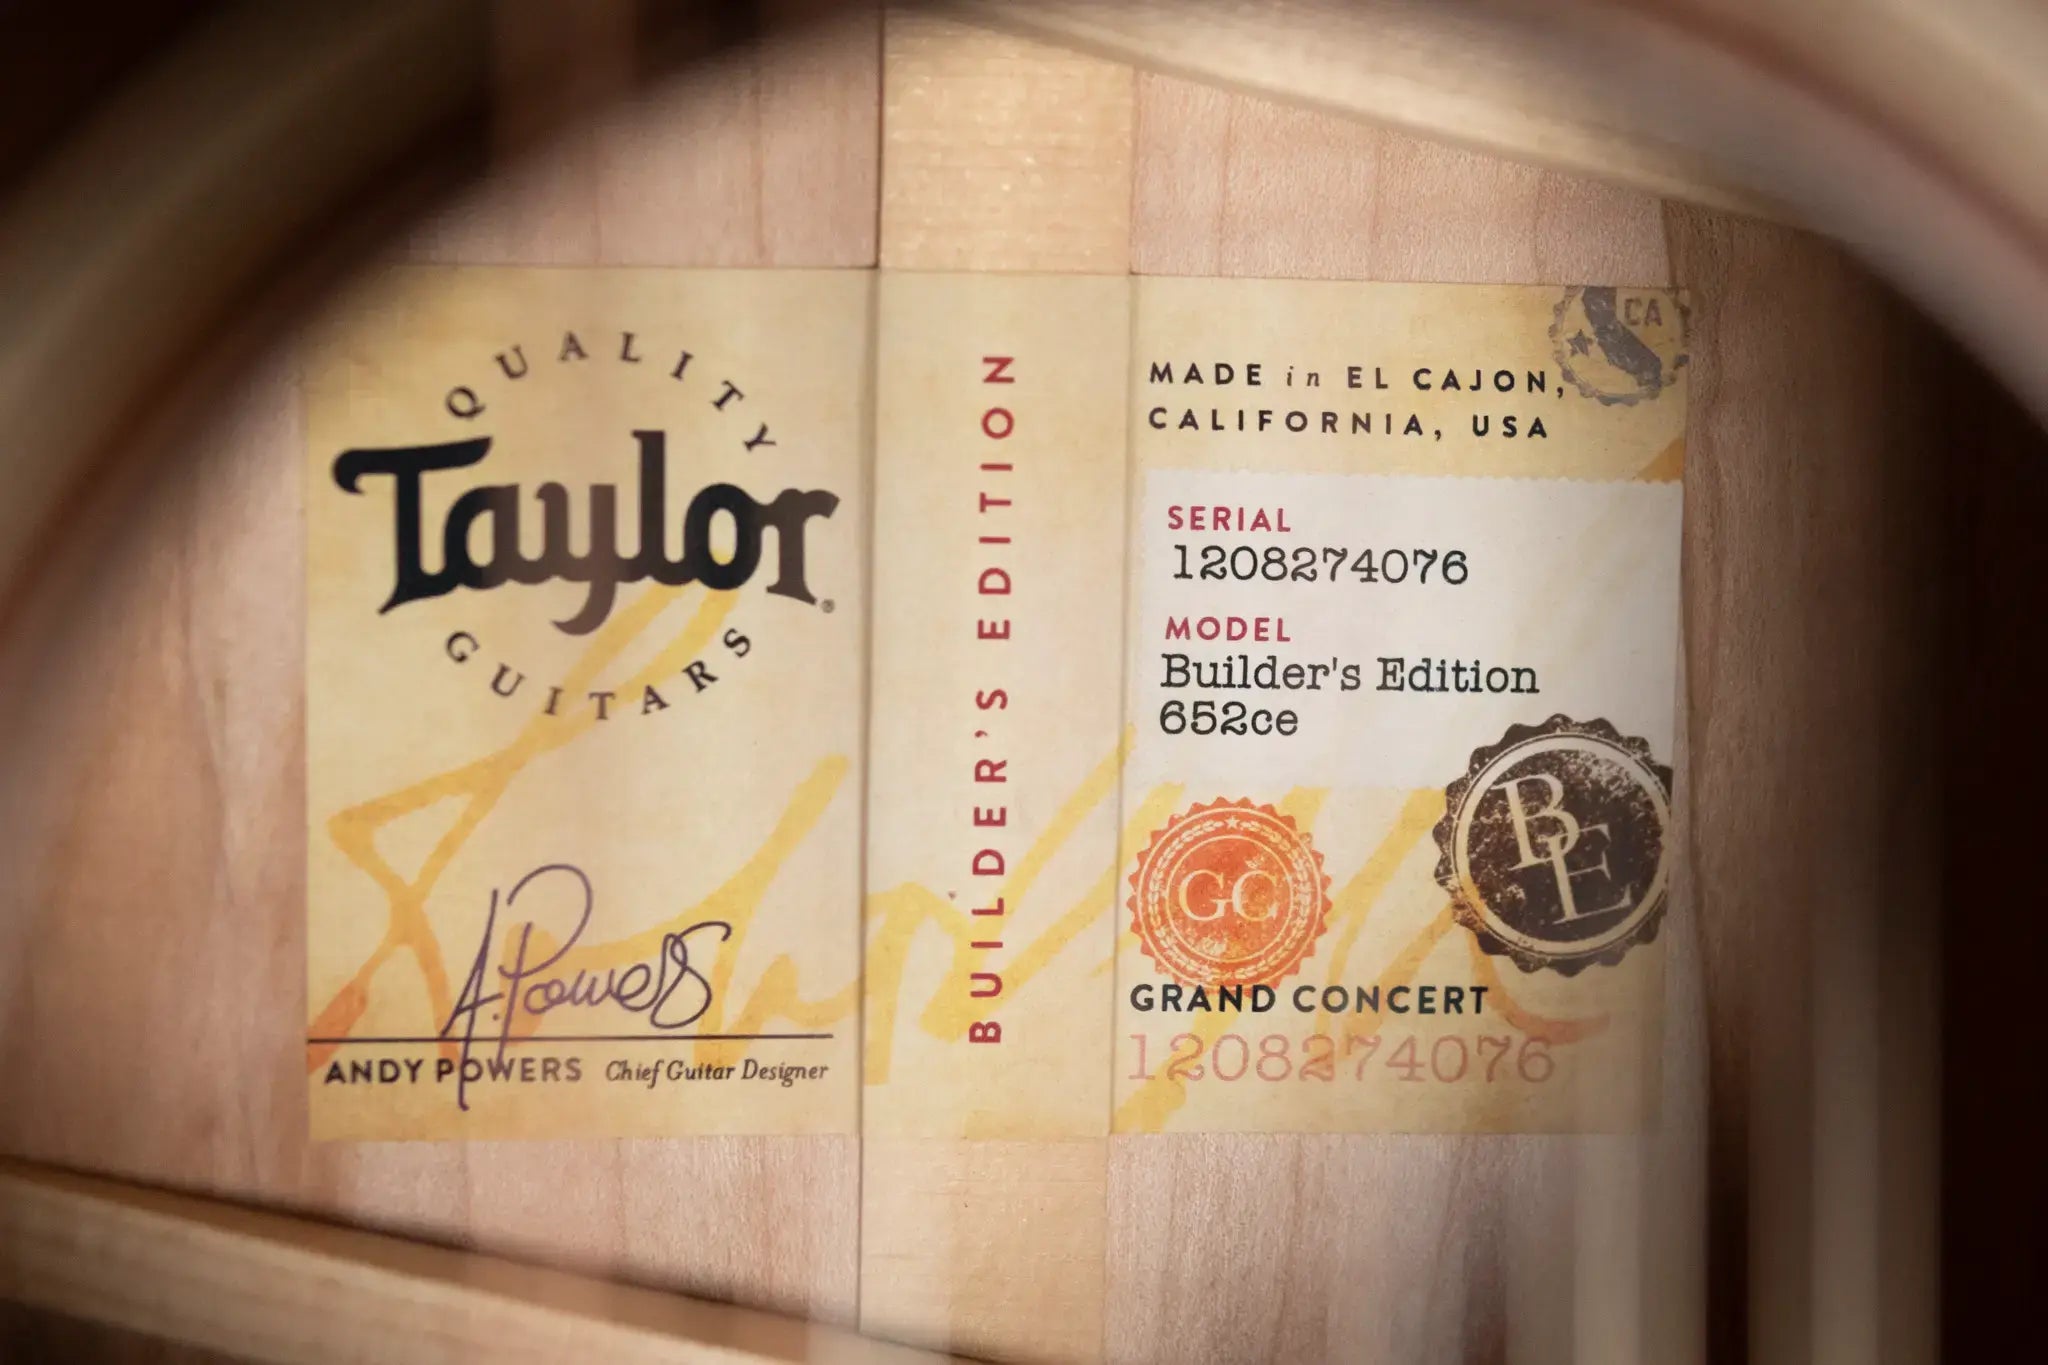 QUALITY
Taylor®
GUITARS
A. Powers
ANDY POWERS Chief Guitar Designer
BUILDER'S EDITION
CA
MADE in EL CAJON,
CALIFORNIA, USA
SERIAL
1208274076
MODEL
Builder's Edition
652ce
BE
GC
GRAND CONCERT
1208274076